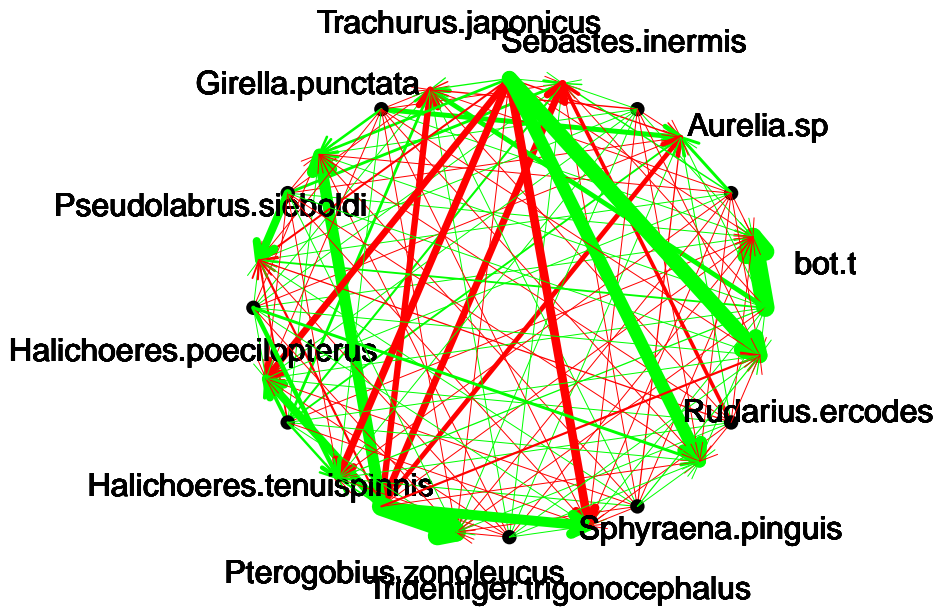 Trachurus.japonicus
Sebastes.inermis
Girella.punctata
Aurelia.sp
Pseudolabrus.sieboldi
bot.t
Halichoeres.poecilopterus
Rudarius.ercodes
Halichoeres.tenuispinnis
Sphyraena.pinguis
Pterogobius.zonoleucus
Tridentiger.trigonocephalus